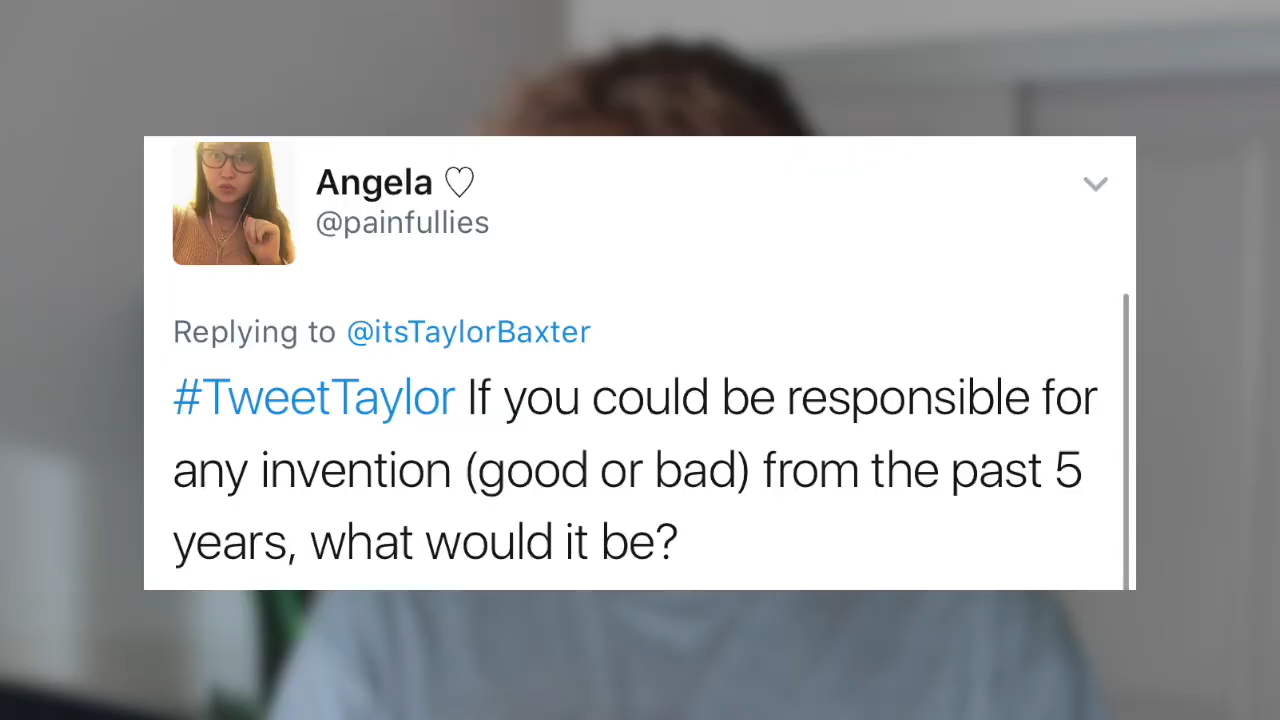 Angela ♡
@painfullies
Replying to @itsTaylorBaxter
#TweetTaylor If you could be responsible for
any invention (good or bad) from the past 5
years, what would it be?